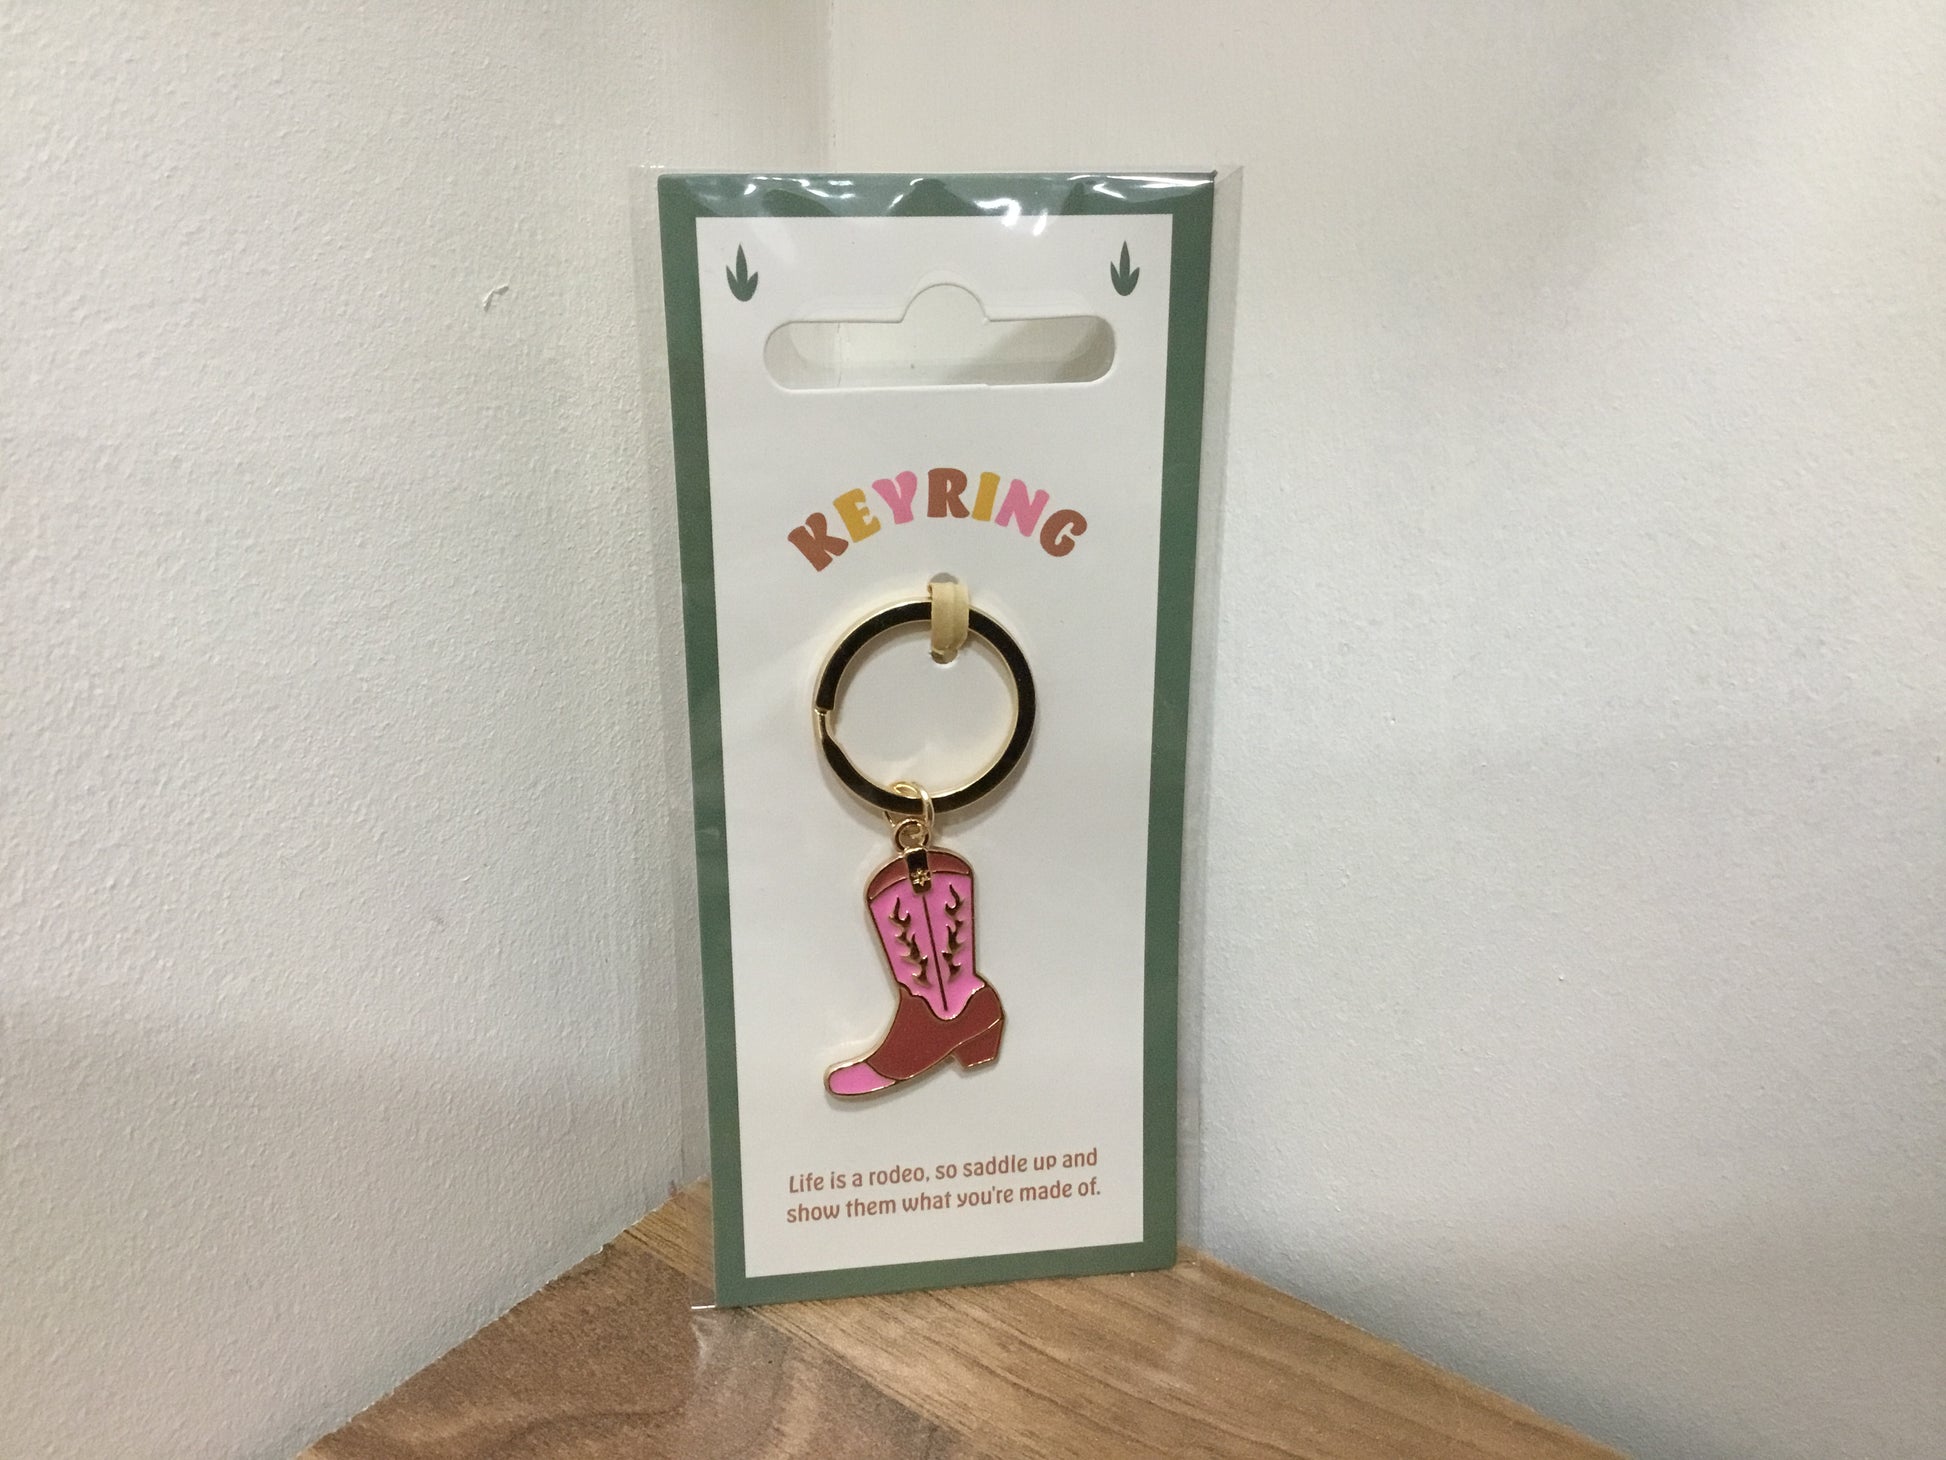 KEYRING
Life is a rodeo, so saddle up and
show them what you're made of.